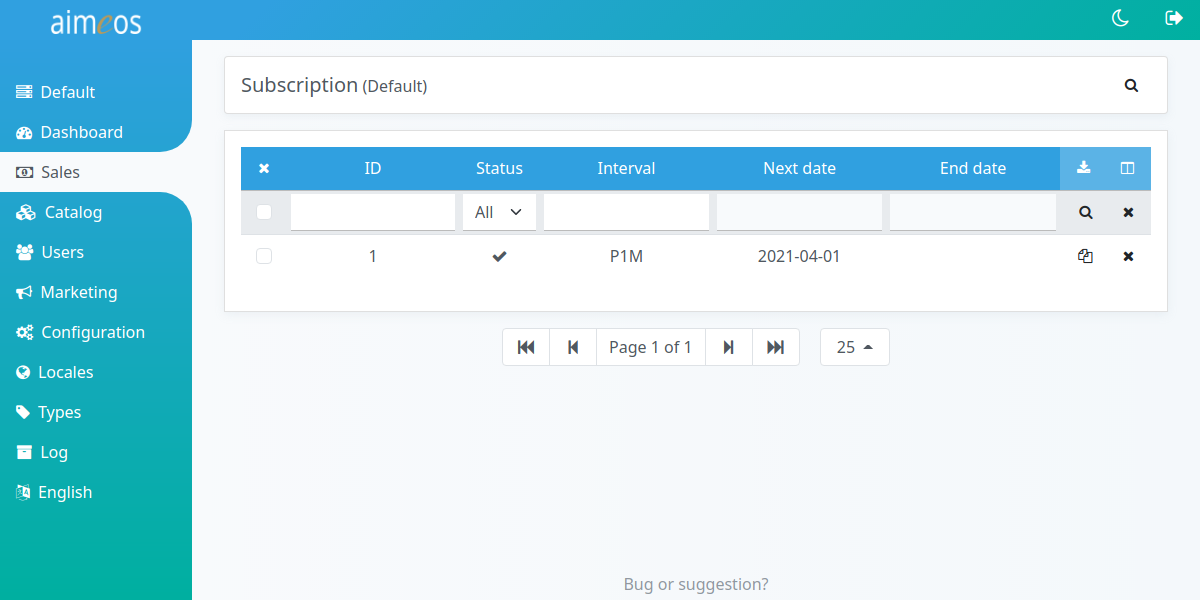 aimeos
Default
Dashboard
Sales
Catalog
Users
Marketing
Configuration
Locales
Types
Log
English
Subscription (Default)
ID Status Interval Next date End date
All
1 P1M 2021-04-01
Page 1 of 1 25
Bug or suggestion?